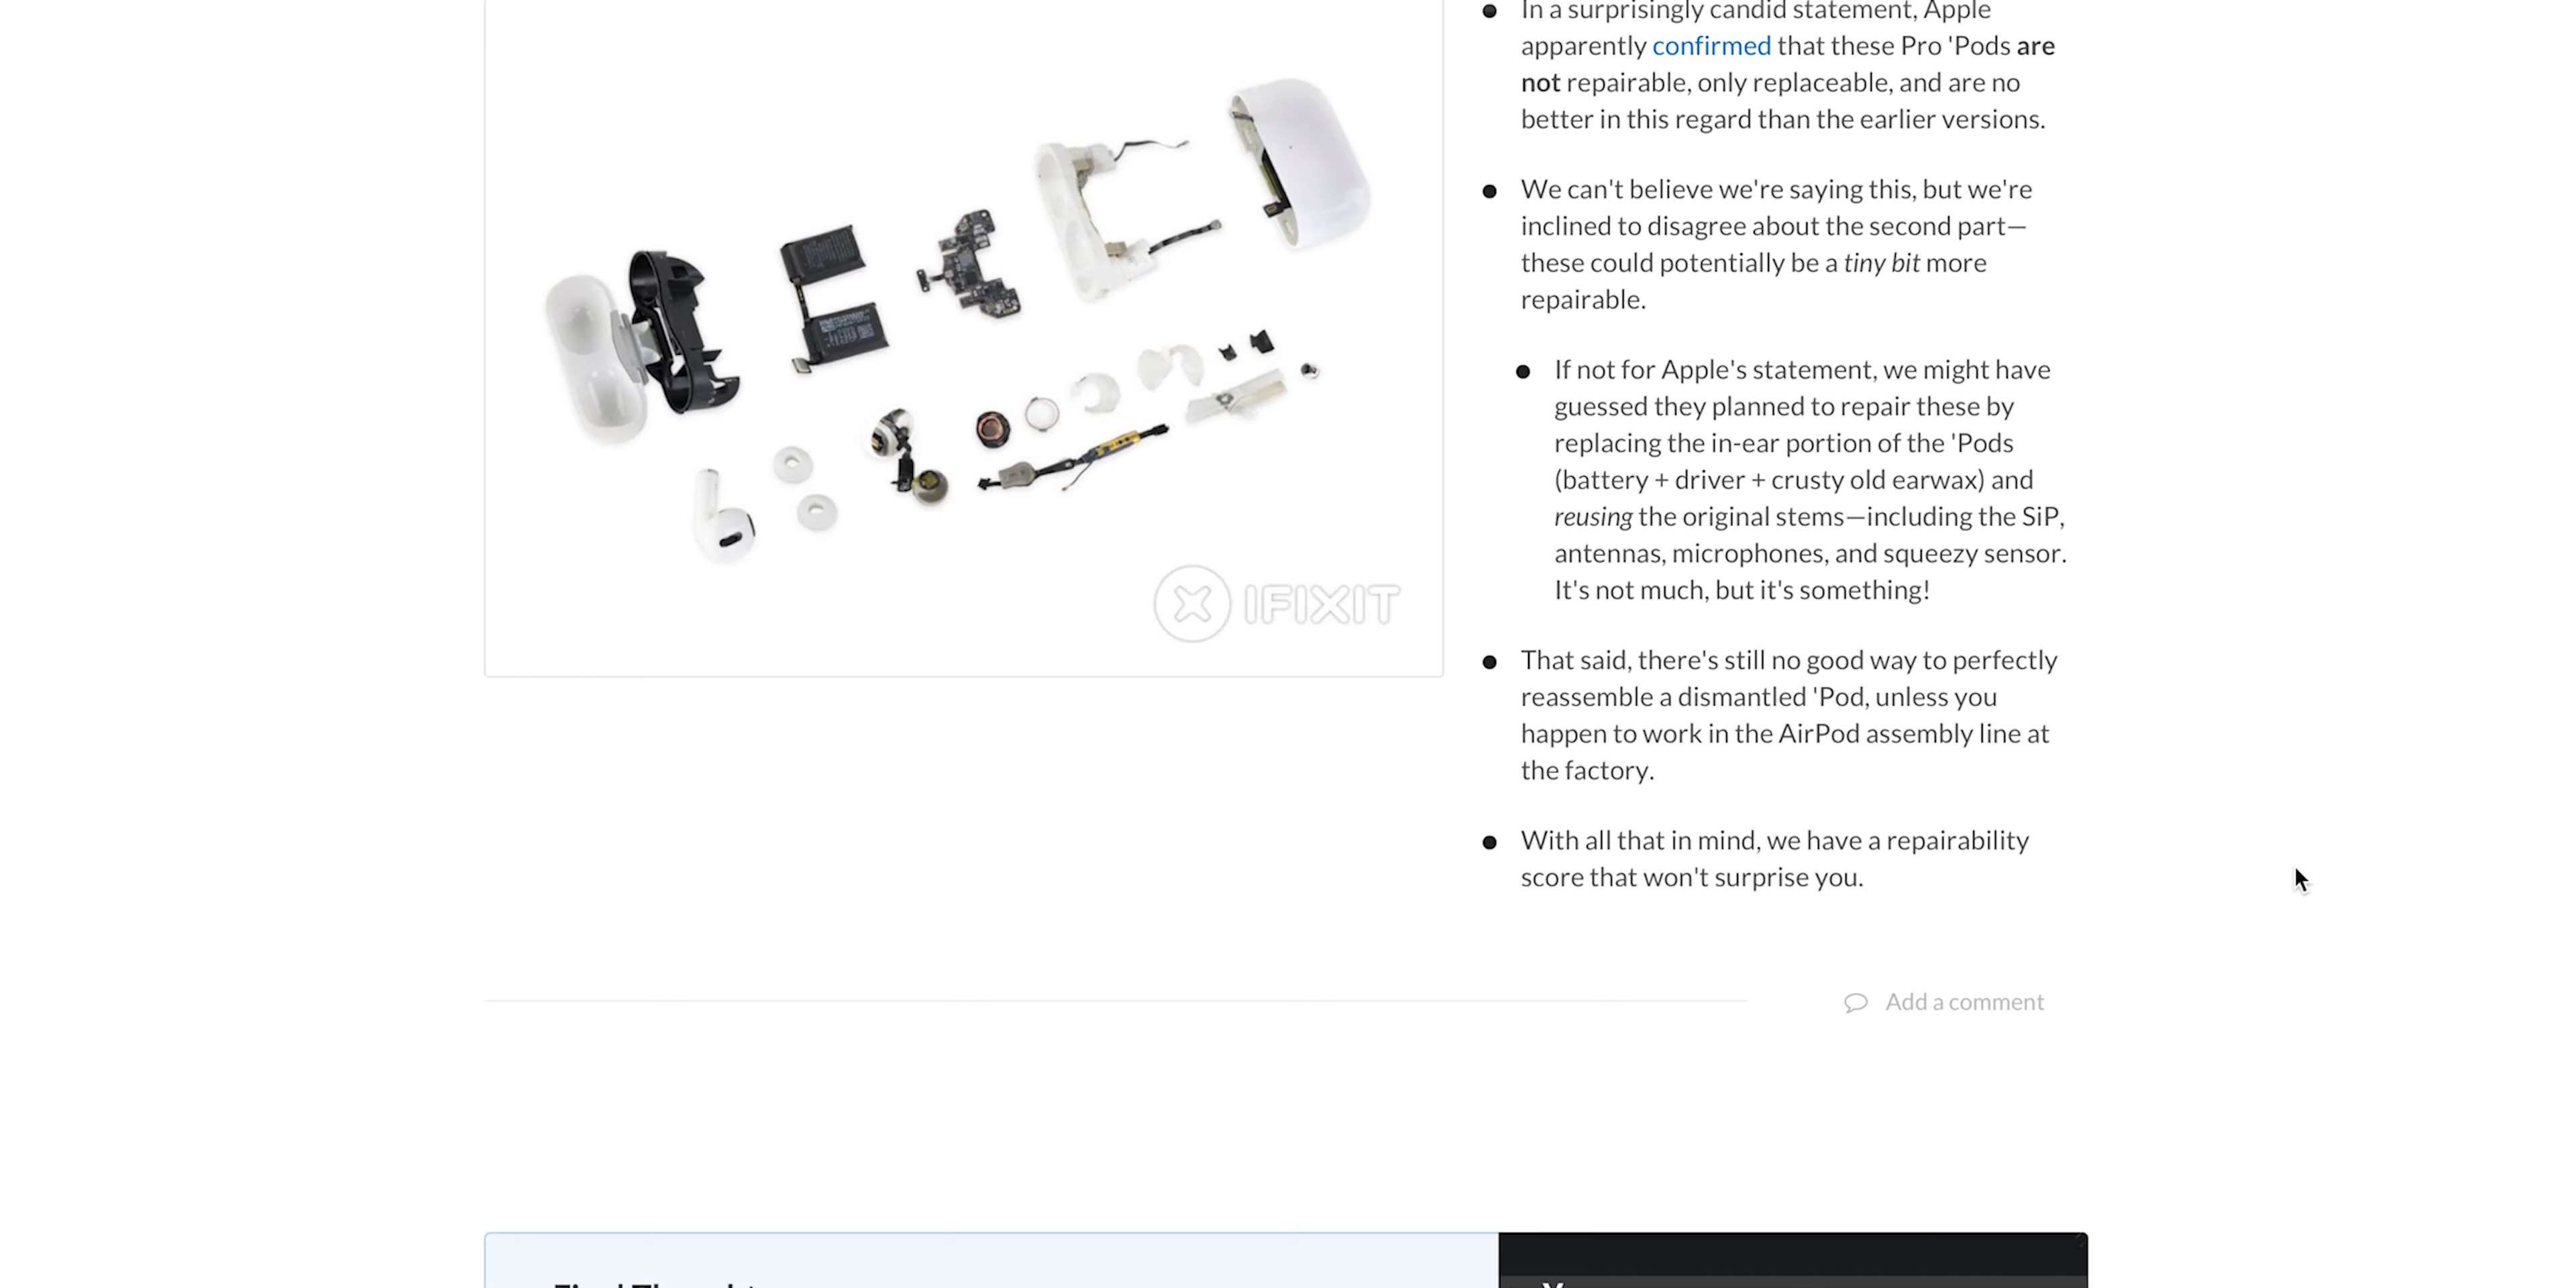 In a surprisingly candid statement, Apple
apparently confirmed that these Pro 'Pods are
not repairable, only replaceable, and are no
better in this regard than the earlier versions.
We can't believe we're saying this, but we're
inclined to disagree about the second part—
these could potentially be a tiny bit more
repairable.
If not for Apple's statement, we might have
guessed they planned to repair these by
replacing the in-ear portion of the 'Pods
(battery + driver + crusty old earwax) and
reusing the original stems—including the SiP,
antennas, microphones, and squeezy sensor.
It's not much, but it's something!
That said, there's still no good way to perfectly
reassemble a dismantled 'Pod, unless you
happen to work in the AirPod assembly line at
the factory.
With all that in mind, we have a repairability
score that won't surprise you.
IFIXIT
Add a comment